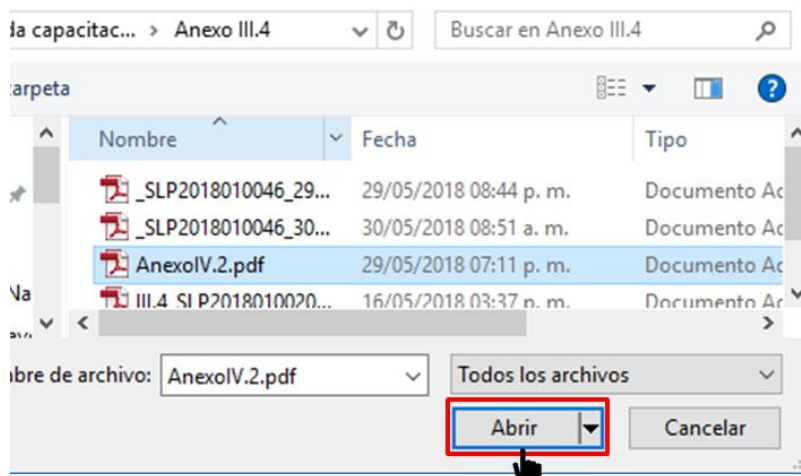 da capacitac... > Anexo III.4 Buscar en Anexo III.4
carpeta
Nombre Fecha Tipo
_SLP2018010046_29... 29/05/2018 08:44 p. m. Documento Ac
_SLP2018010046_30... 30/05/2018 08:51 a. m. Documento Ac
AnexoIV.2.pdf 29/05/2018 07:11 p. m. Documento Ac
Na III.4_SLP2018010020... 16/05/2018 03:37 p. m. Documento Ac
mbre de archivo: AnexoIV.2.pdf Todos los archivos
Abrir Cancelar